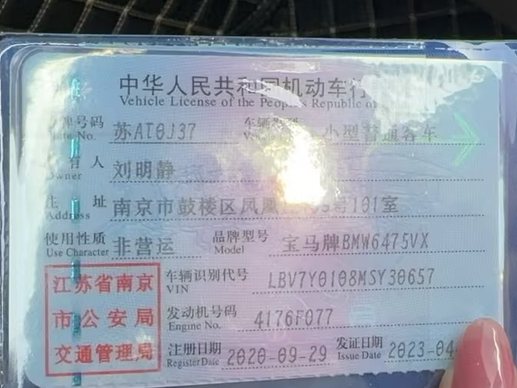 中华人民共和国机动车行
Vehicle License of the People's Republic of
号码 苏AT0J37 车辆 小型普通客车
人 刘明静
Owner
址 南京市鼓楼区凤凰 号101室
Address
使用性质 非营运 品牌型号 宝马牌BMW6475VX
Use Character Model
江苏省南京 车辆识别代号 LBV7Y0108MSY30657
VIN
市公安局 发动机号码 4176F077
Engine No.
交通管理局 注册日期 2020-09-29 发证日期 2023-04
Register Date Issue Date